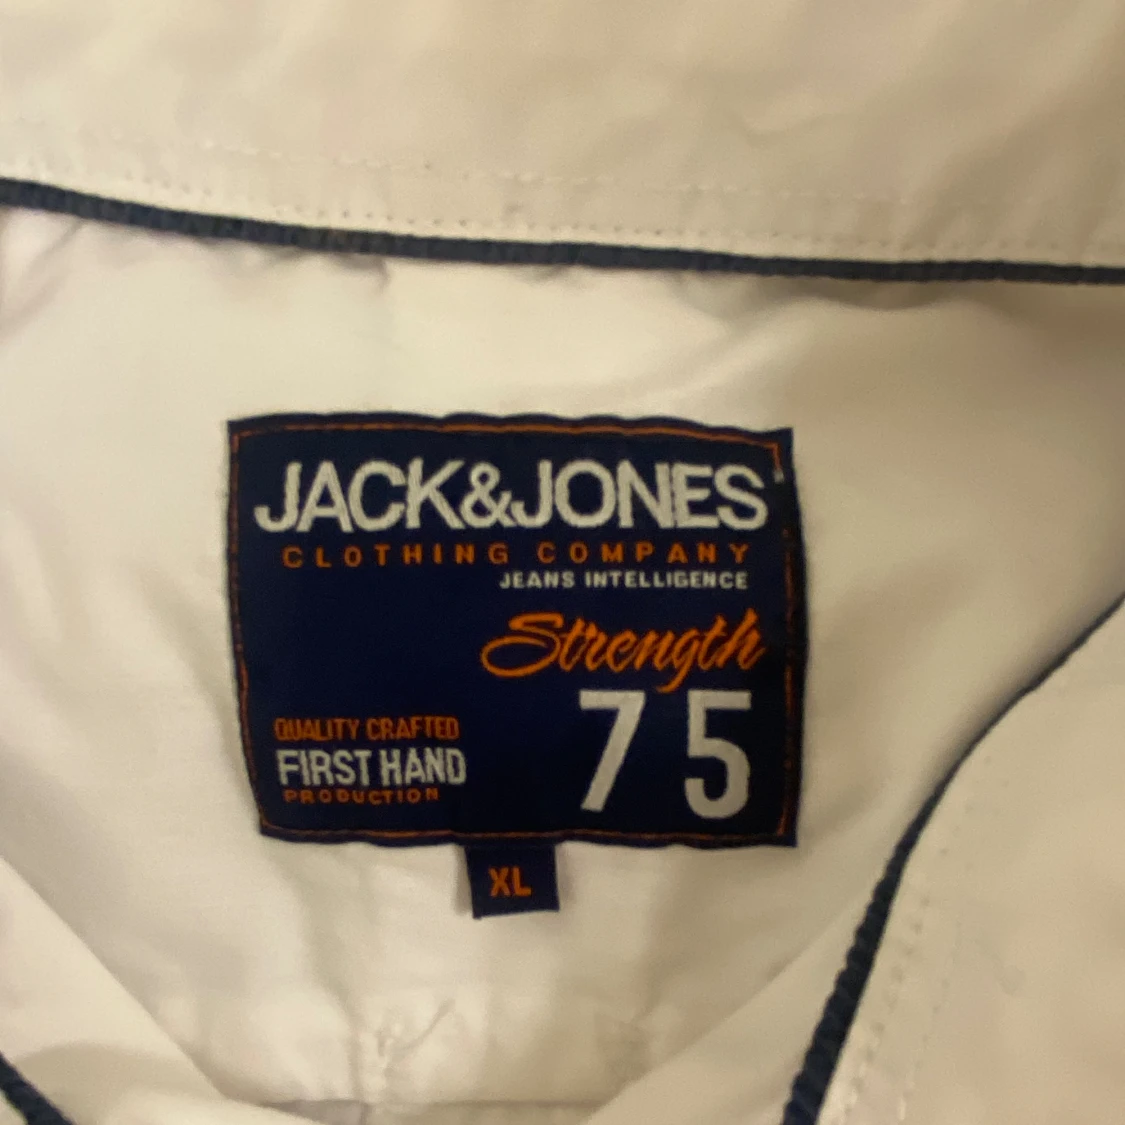 JACK&JONES
CLOTHING COMPANY
JEANS INTELLIGENCE
Strength
75
QUALITY CRAFTED
FIRST HAND
PRODUCTION
XL